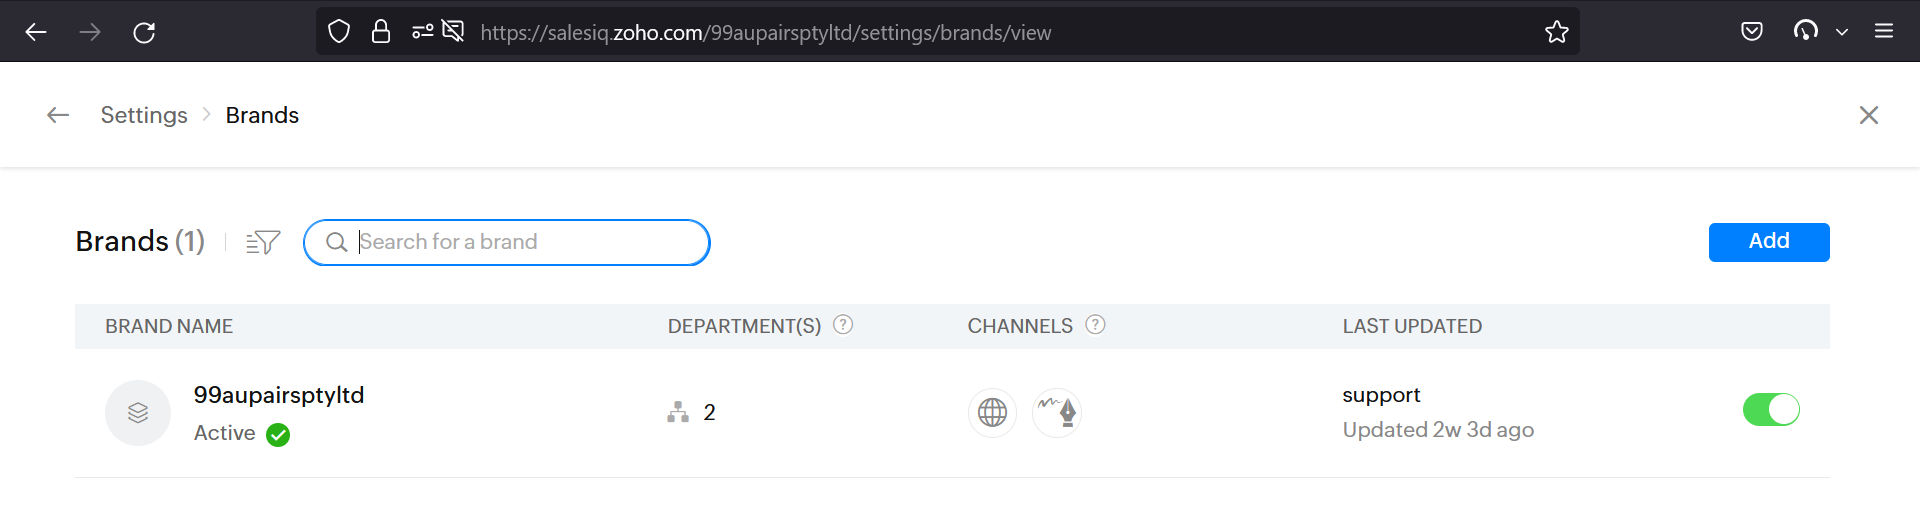 https://salesiq.zoho.com/99aupairsptyltd/settings/brands/view
Settings > Brands
Brands (1)
Search for a brand
Add
BRAND NAME
DEPARTMENT(S) ?
CHANNELS ?
LAST UPDATED
99aupairsptyltd
Active
2
support
Updated 2w 3d ago